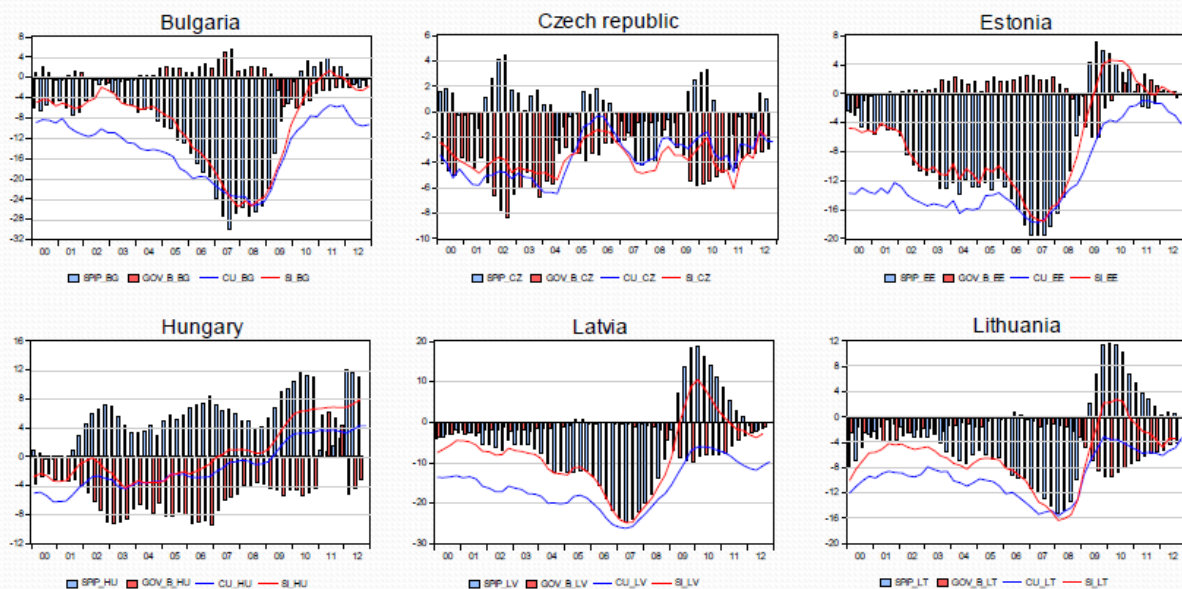 Bulgaria
8
4
0
-4
-8
-12
-16
-20
-24
-28
-32
00 01 02 03 04 05 06 07 08 09 10 11 12
SPIP_BG GOV_B_BG CU_BG SI_BG
Czech republic
6
4
2
0
-2
-4
-6
-8
-10
00 01 02 03 04 05 06 07 08 09 10 11 12
SPIP_CZ GOV_B_CZ CU_CZ SI_CZ
Estonia
8
4
0
-4
-8
-12
-16
-20
00 01 02 03 04 05 06 07 08 09 10 11 12
SPIP_EE GOV_B_EE CU_EE SI_EE
Hungary
16
12
8
4
0
-4
-8
-12
00 01 02 03 04 05 06 07 08 09 10 11 12
SPIP_HU GOV_B_HU CU_HU SI_HU
Latvia
20
10
0
-10
-20
-30
00 01 02 03 04 05 06 07 08 09 10 11 12
SPIP_LV GOV_B_LV CU_LV SI_LV
Lithuania
12
8
4
0
-4
-8
-12
-16
-20
00 01 02 03 04 05 06 07 08 09 10 11 12
SPIP_LT GOV_B_LT CU_LT SI_LT